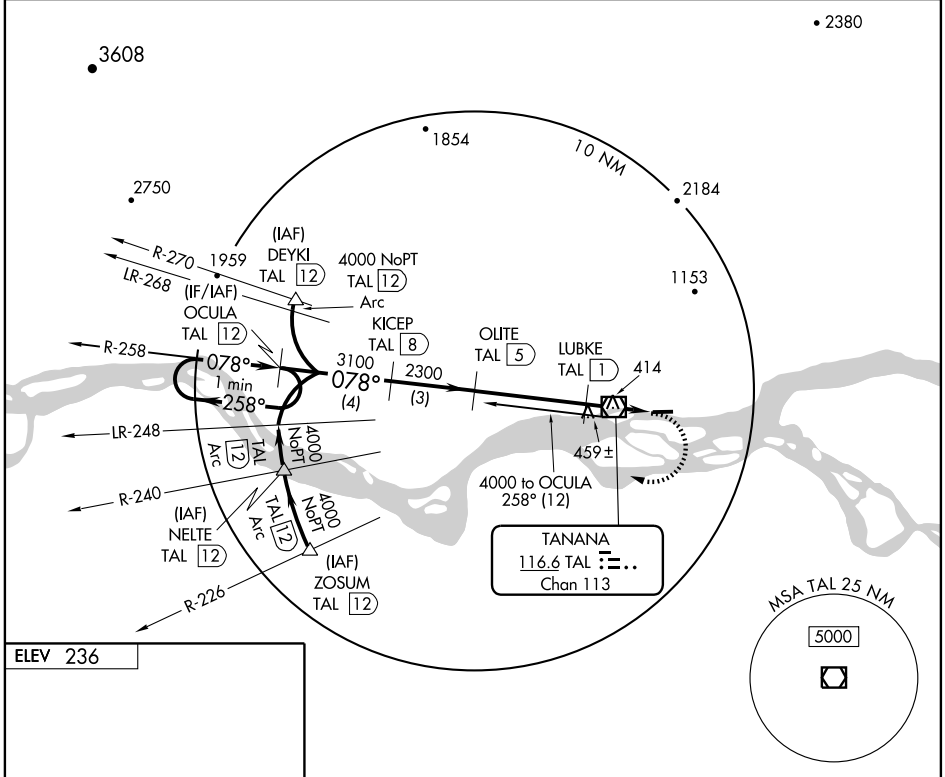 2380
3608
1854
10 NM
2750
2184
R-270
1959
(IAF)
DEYKI
TAL 12
4000 NoPT
TAL 12
Arc
1153
LR-268
(IF/IAF)
OCULA
TAL 12
KICEP
TAL 8
OLITE
TAL 5
LUBKE
TAL 1
414
R-258
078°
1 min
258°
3100
078°
(4)
2300
(3)
459±
LR-248
4000
NoPT
TAL
12
Arc
4000 to OCULA
258° (12)
R-240
(IAF)
NELTE
TAL 12
4000
NoPT
TAL 12
Arc
(IAF)
ZOSUM
TAL 12
R-226
TANANA
116.6 TAL
Chan 113
MSA TAL 25 NM
5000
ELEV 236